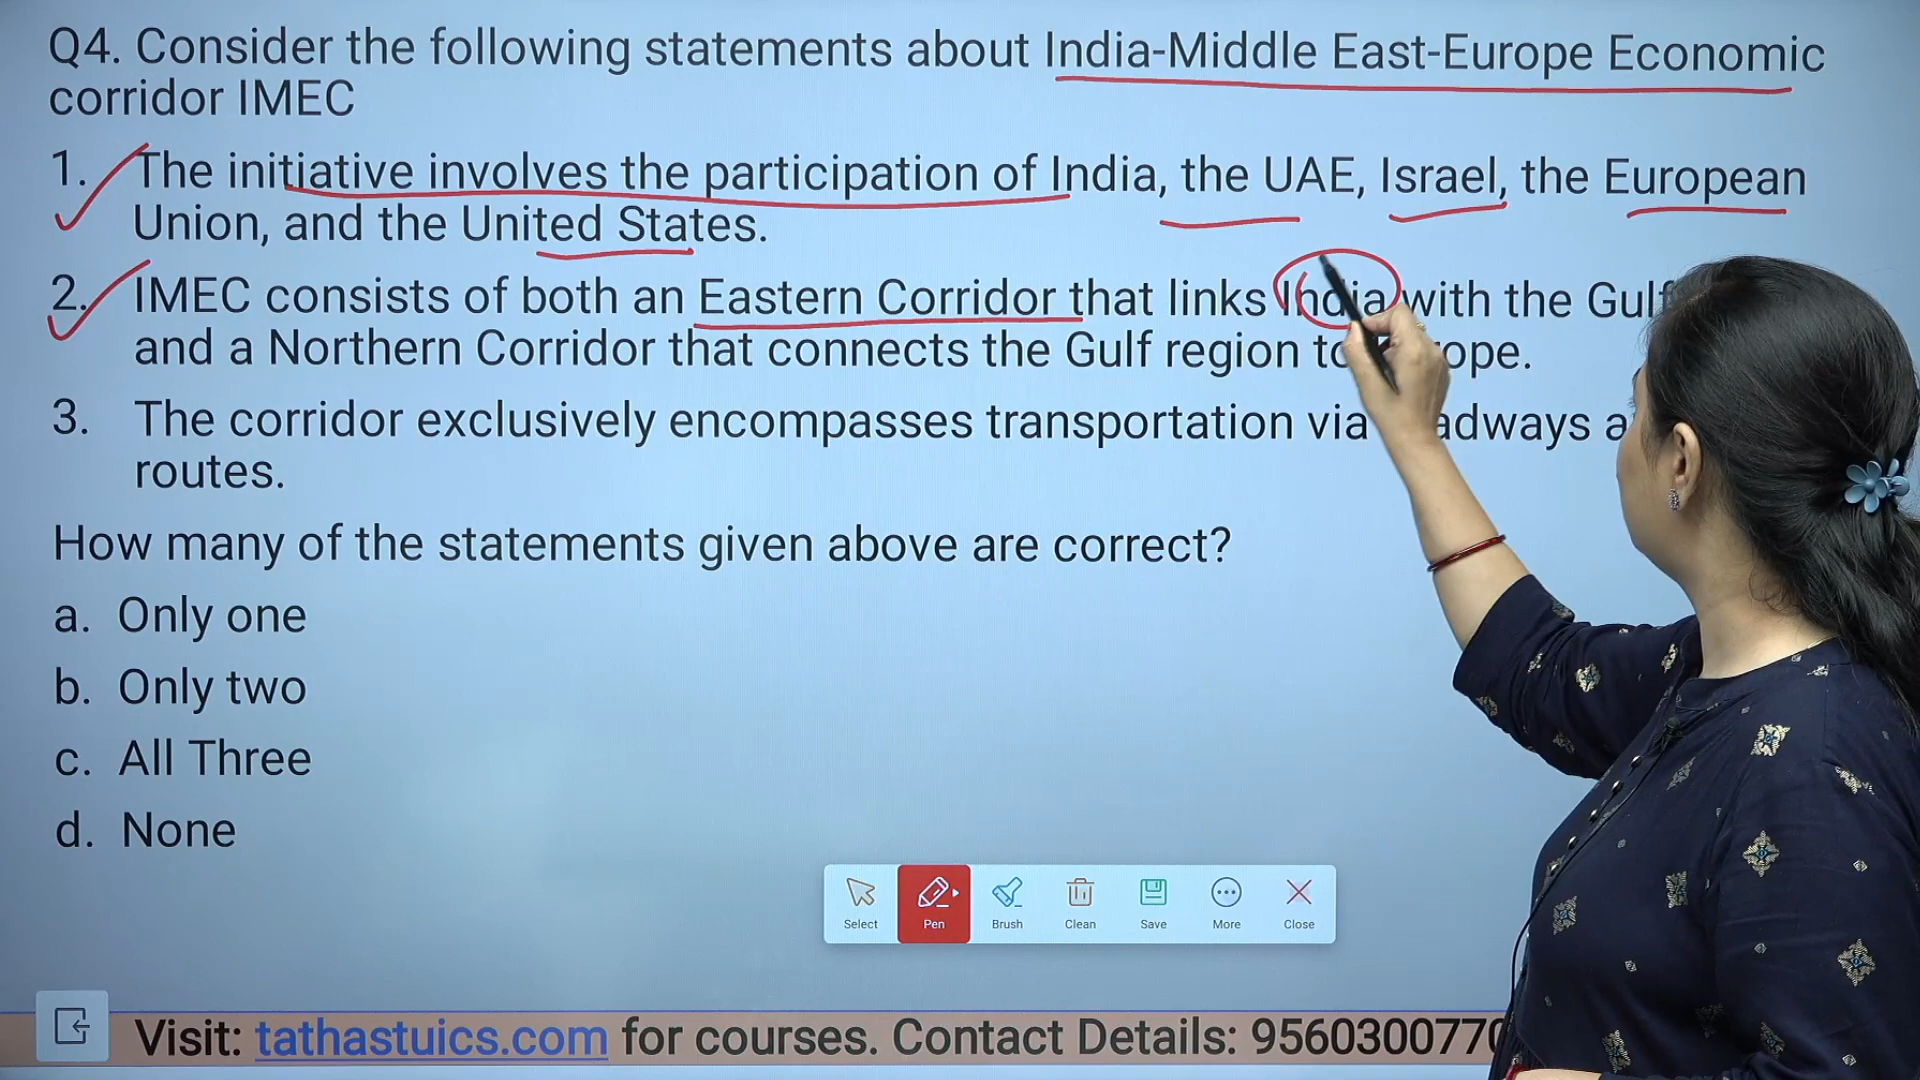 Q4. Consider the following statements about India-Middle East-Europe Economic
corridor IMEC
1. The initiative involves the participation of India, the UAE, Israel, the European
Union, and the United States.
2. IMEC consists of both an Eastern Corridor that links India with the Gulf
and a Northern Corridor that connects the Gulf region to
3. The corridor exclusively encompasses transportation via
routes.
How many of the statements given above are correct?
a. Only one
b. Only two
c. All Three
d. None
Select Pen Brush Clean Save More Close
Visit: tathastuics.com for courses. Contact Details: 9560300770